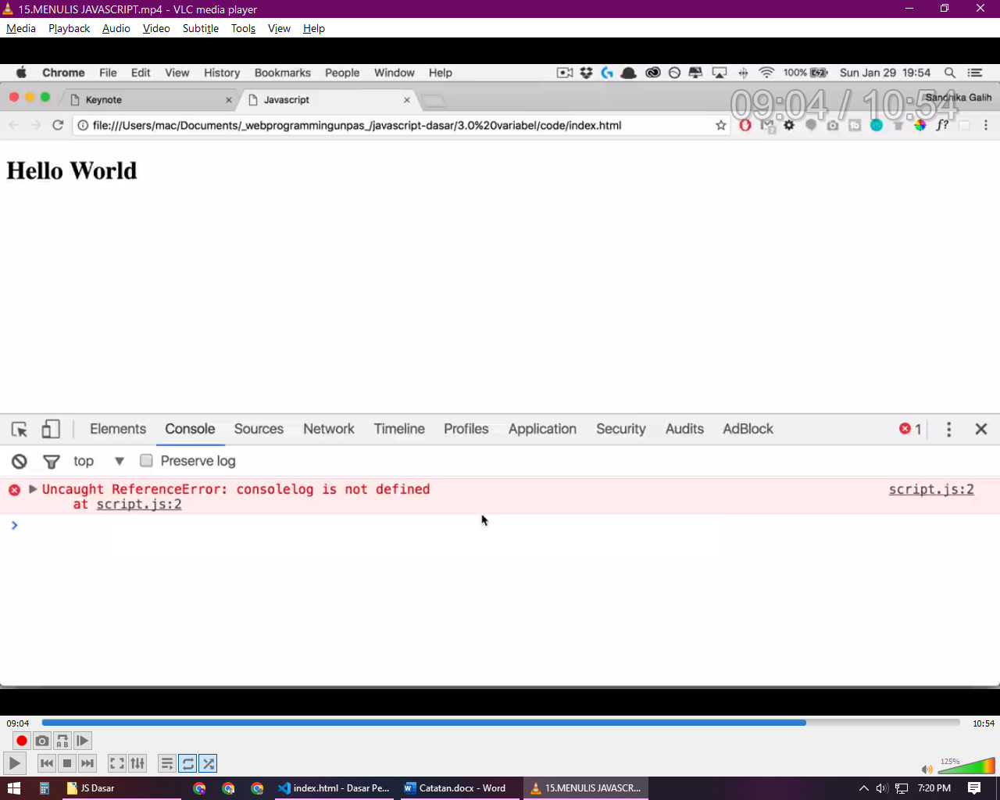 15.MENULIS JAVASCRIPT.mp4 - VLC media player
Media Playback Audio Video Subtitle Tools View Help
Chrome File Edit View History Bookmarks People Window Help 100% Sun Jan 29 19:54
Keynote Javascript Sandhika Galih
09:04 / 10:54
file:///Users/mac/Documents/_webprogrammingunpas_/javascript-dasar/3.0%20variabel/code/index.html f?
Hello World
Elements Console Sources Network Timeline Profiles Application Security Audits AdBlock 1
top Preserve log
Uncaught ReferenceError: consolelog is not defined script.js:2
at script.js:2
09:04 10:54
125%
JS Dasar index.html - Dasar Pe... Catatan.docx - Word 15.MENULIS JAVASCR... 7:20 PM